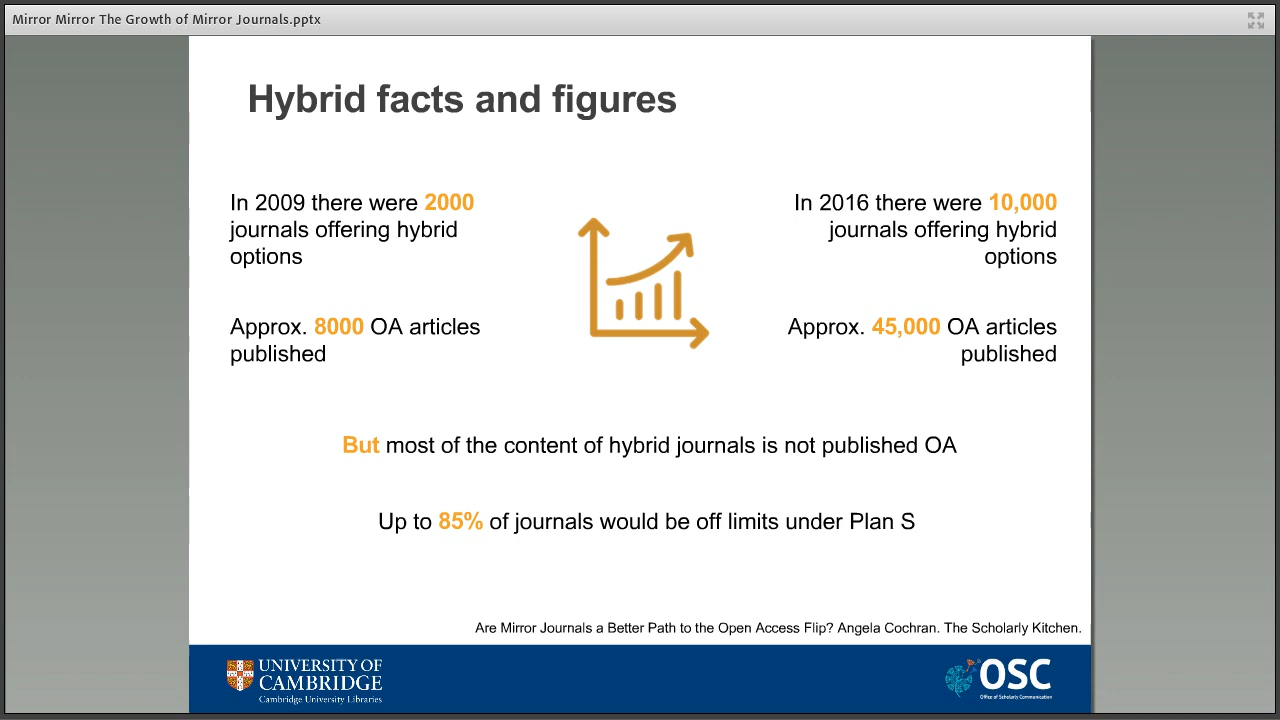 Mirror Mirror The Growth of Mirror Journals.pptx
Hybrid facts and figures
In 2009 there were 2000
journals offering hybrid
options
Approx. 8000 OA articles
published
In 2016 there were 10,000
journals offering hybrid
options
Approx. 45,000 OA articles
published
But most of the content of hybrid journals is not published OA
Up to 85% of journals would be off limits under Plan S
Are Mirror Journals a Better Path to the Open Access Flip? Angela Cochran. The Scholarly Kitchen.
UNIVERSITY OF
CAMBRIDGE
Cambridge University Libraries
OSC
Office of Scholarly Communication